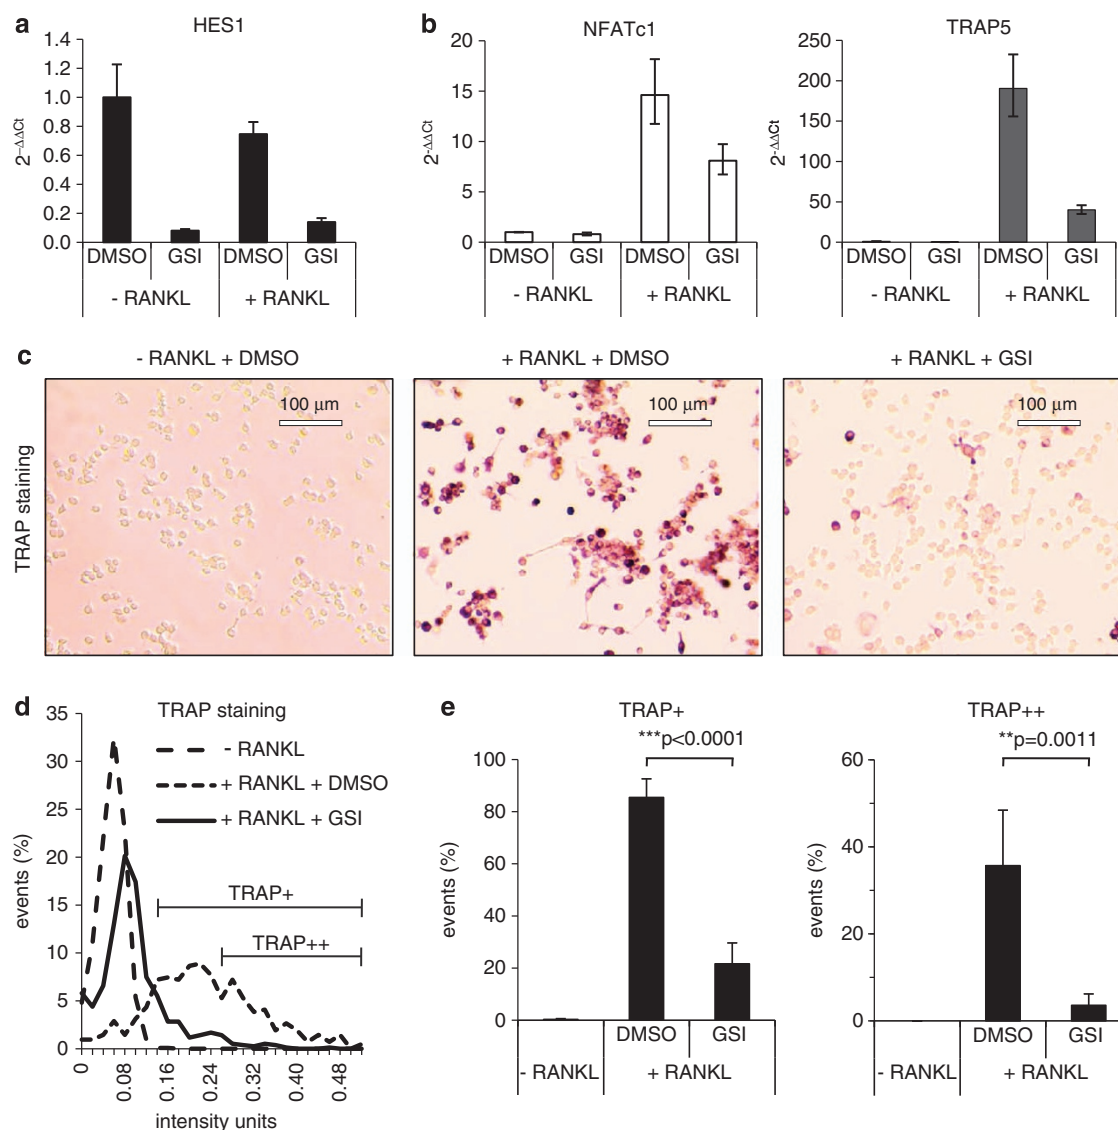 a
HES1
2-ΔΔCt
1.4
1.2
1.0
0.8
0.6
0.4
0.2
0.0
DMSO GSI DMSO GSI
- RANKL + RANKL
b
NFATc1
2-ΔΔCt
20
15
10
5
0
DMSO GSI DMSO GSI
- RANKL + RANKL
TRAP5
2-ΔΔCt
250
200
150
100
50
0
DMSO GSI DMSO GSI
- RANKL + RANKL
c
- RANKL + DMSO
+ RANKL + DMSO
+ RANKL + GSI
TRAP staining
100 μm
100 μm
100 μm
d
TRAP staining
- RANKL
+ RANKL + DMSO
+ RANKL + GSI
TRAP+
TRAP++
events (%)
35
30
25
20
15
10
5
0
0 0.08 0.16 0.24 0.32 0.40 0.48
intensity units
e
TRAP+
***p<0.0001
events (%)
100
80
60
40
20
0
DMSO GSI
- RANKL + RANKL
TRAP++
**p=0.0011
events (%)
60
40
20
0
DMSO GSI
- RANKL + RANKL